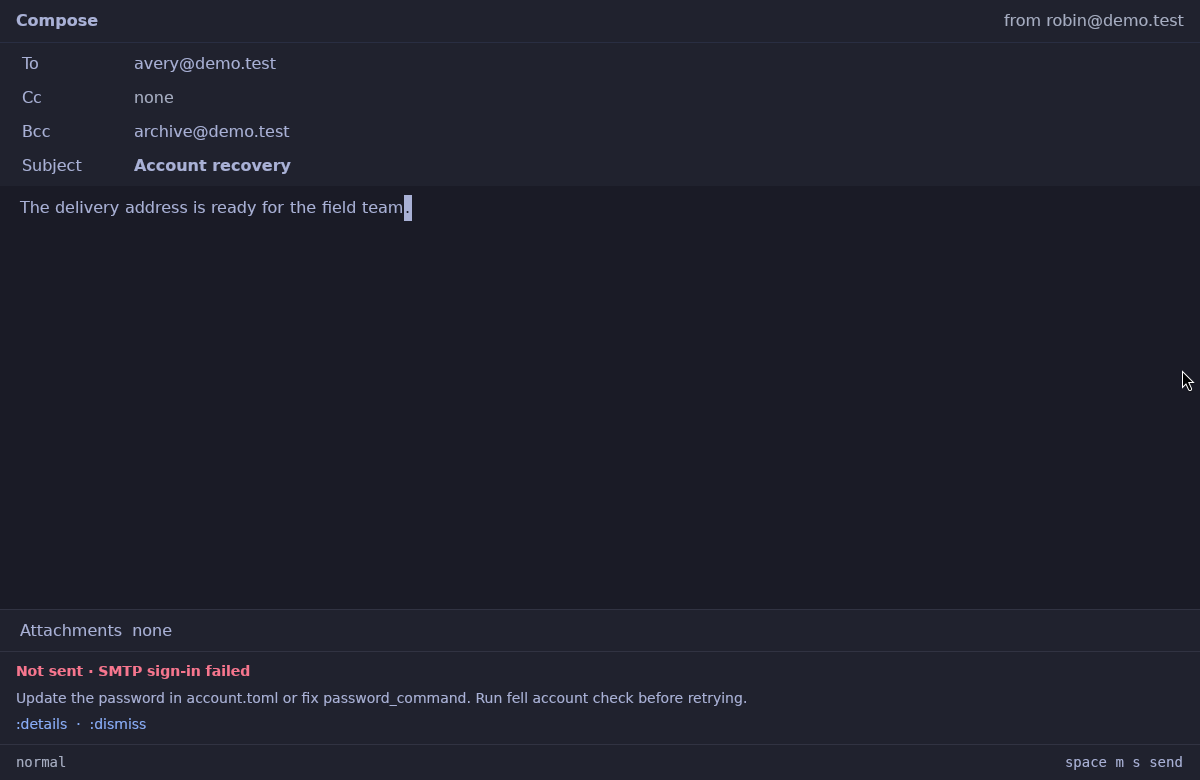 Compose from robin@demo.test
To avery@demo.test
Cc none
Bcc archive@demo.test
Subject Account recovery
The delivery address is ready for the field team.
Attachments none
Not sent · SMTP sign-in failed
Update the password in account.toml or fix password_command. Run fell account check before retrying.
:details · :dismiss
normal space m s send